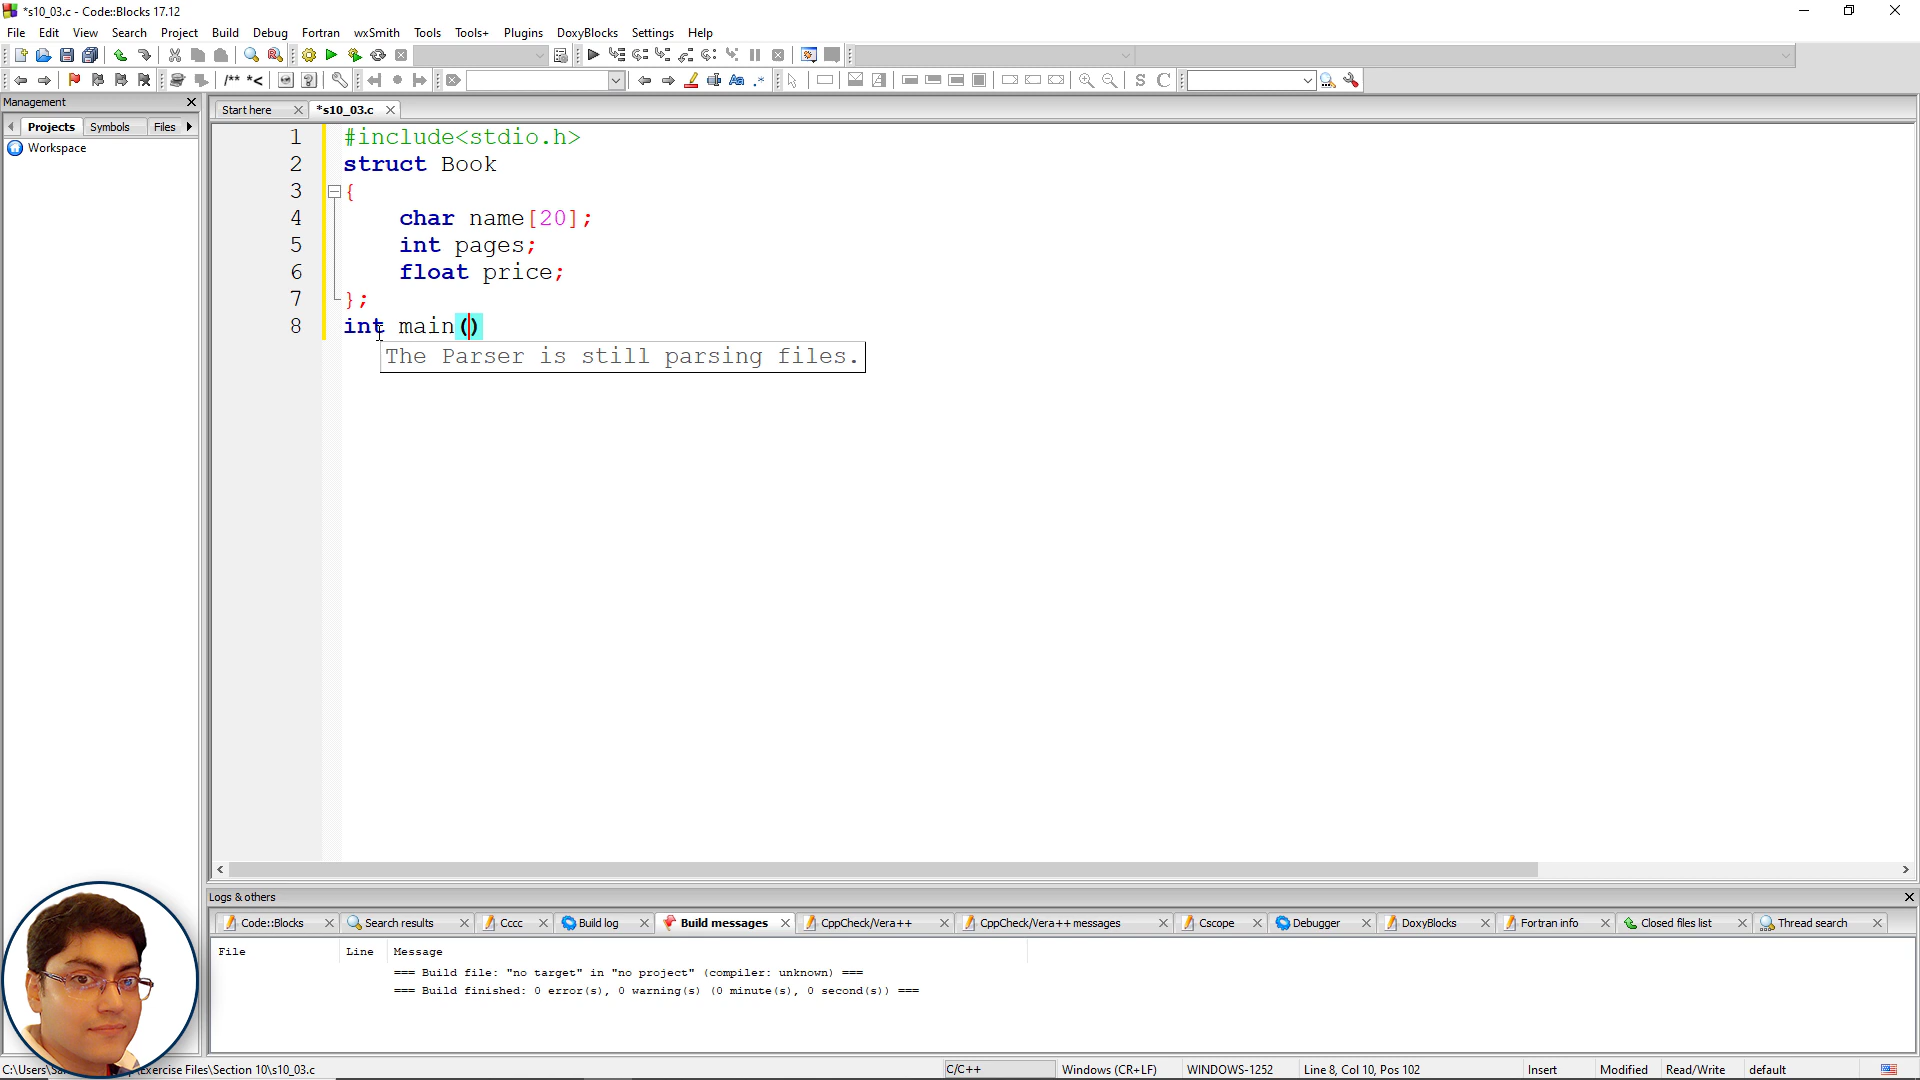 *s10_03.c - Code::Blocks 17.12
File Edit View Search Project Build Debug Fortran wxSmith Tools Tools+ Plugins DoxyBlocks Settings Help
/** *<
Aa .*
S C
Management
Start here *s10_03.c
Projects Symbols Files
Workspace
1 #include<stdio.h>
2 struct Book
3 {
4 char name[20];
5 int pages;
6 float price;
7 };
8 int main()
The Parser is still parsing files.
Logs & others
Code::Blocks Search results Cccc Build log Build messages CppCheck/Vera++ CppCheck/Vera++ messages Cscope Debugger DoxyBlocks Fortran info Closed files list Thread search
File Line Message
=== Build file: "no target" in "no project" (compiler: unknown) ===
=== Build finished: 0 error(s), 0 warning(s) (0 minute(s), 0 second(s)) ===
Exercise Files\Section 10\s10_03.c C/C++ Windows (CR+LF) WINDOWS-1252 Line 8, Col 10, Pos 102 Insert Modified Read/Write default